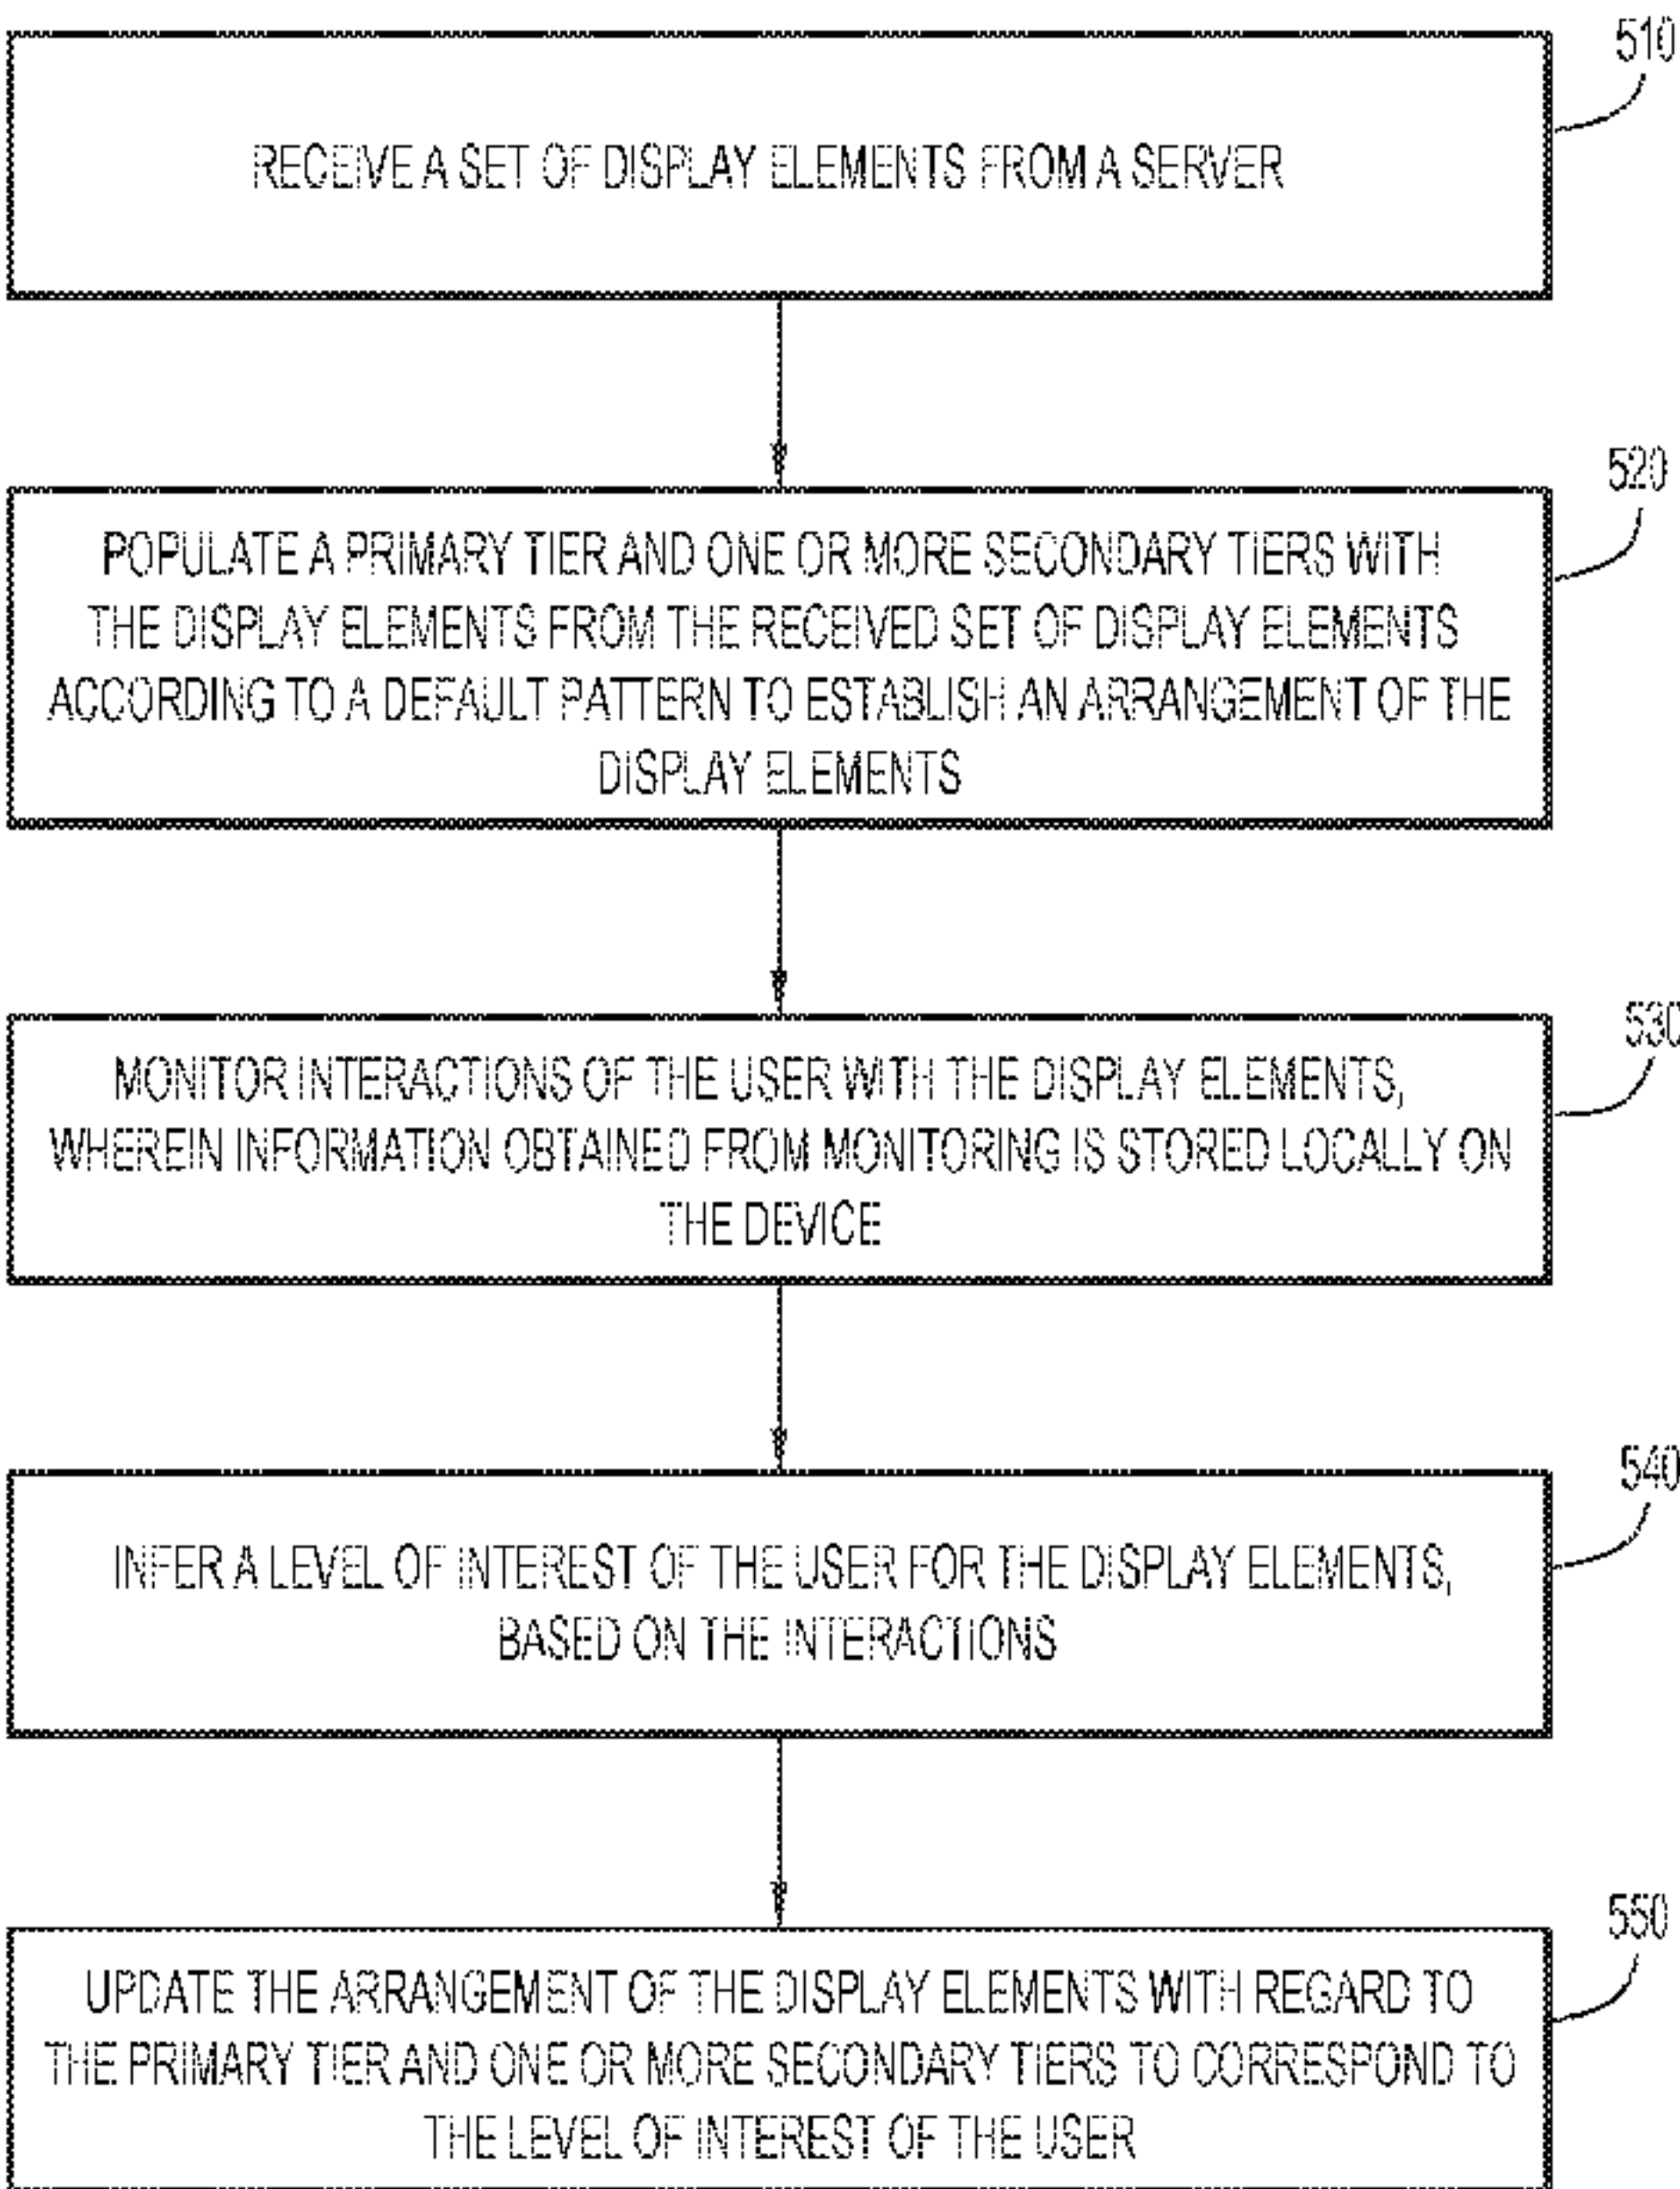 510
RECEIVE A SET OF DISPLAY ELEMENTS FROM A SERVER
520
POPULATE A PRIMARY TIER AND ONE OR MORE SECONDARY TIERS WITH
THE DISPLAY ELEMENTS FROM THE RECEIVED SET OF DISPLAY ELEMENTS
ACCORDING TO A DEFAULT PATTERN TO ESTABLISH AN ARRANGEMENT OF THE
DISPLAY ELEMENTS
530
MONITOR INTERACTIONS OF THE USER WITH THE DISPLAY ELEMENTS,
WHEREIN INFORMATION OBTAINED FROM MONITORING IS STORED LOCALLY ON
THE DEVICE
540
INFER A LEVEL OF INTEREST OF THE USER FOR THE DISPLAY ELEMENTS,
BASED ON THE INTERACTIONS
550
UPDATE THE ARRANGEMENT OF THE DISPLAY ELEMENTS WITH REGARD TO
THE PRIMARY TIER AND ONE OR MORE SECONDARY TIERS TO CORRESPOND TO
THE LEVEL OF INTEREST OF THE USER